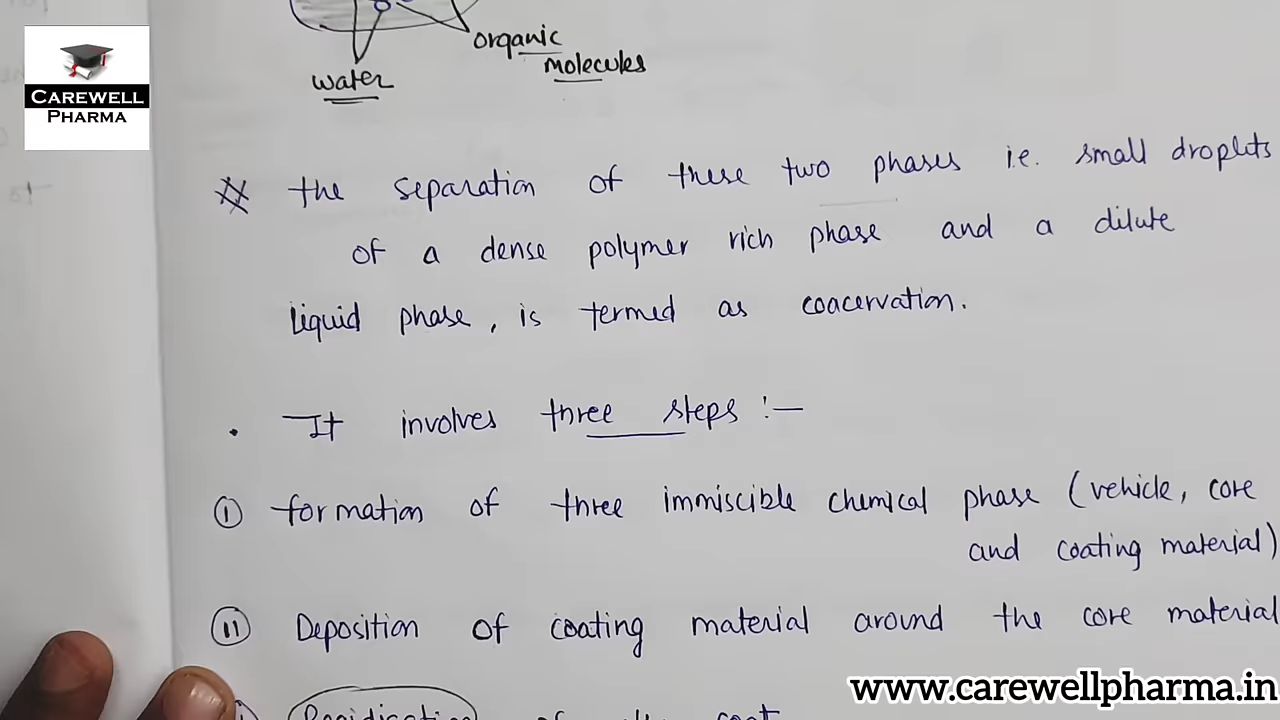 CAREWELL
PHARMA
organic
molecules
water
the separation of these two phases i.e. small droplets
of a dense polymer rich phase and a dilute
Liquid phase, is termed as coacervation.
. It involves three steps :-
(I) formation of three immiscible chemical phase (vehicle, core
and coating material)
(II) Deposition of coating material around the core material
www.carewellpharma.in